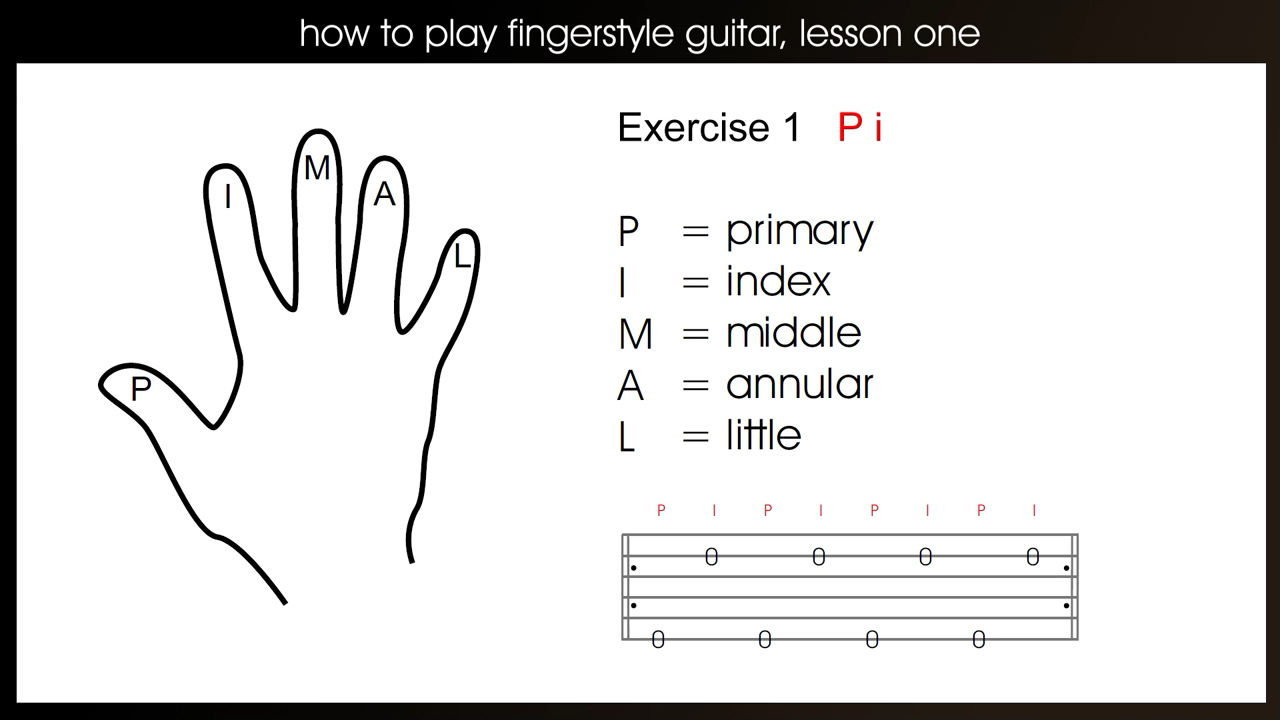 how to play fingerstyle guitar, lesson one
Exercise 1 P i
M
I
A
L
P
P = primary
I = index
M = middle
A = annular
L = little
P I P I P I P I
0 0 0 0
0 0 0 0